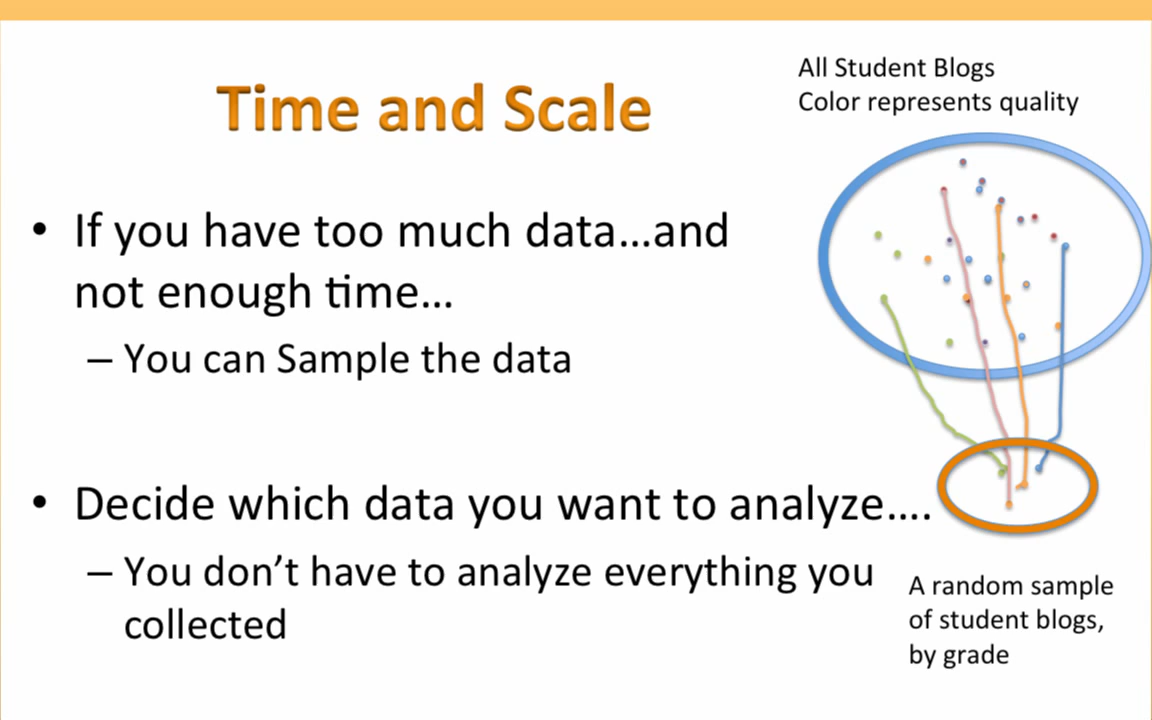 Time and Scale
All Student Blogs
Color represents quality
• If you have too much data...and
not enough time...
– You can Sample the data
• Decide which data you want to analyze....
– You don't have to analyze everything you
collected
A random sample
of student blogs,
by grade